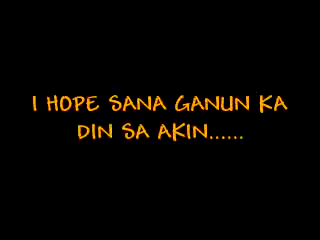 I HOPE SANA GANUN KA
DIN SA AKIN......